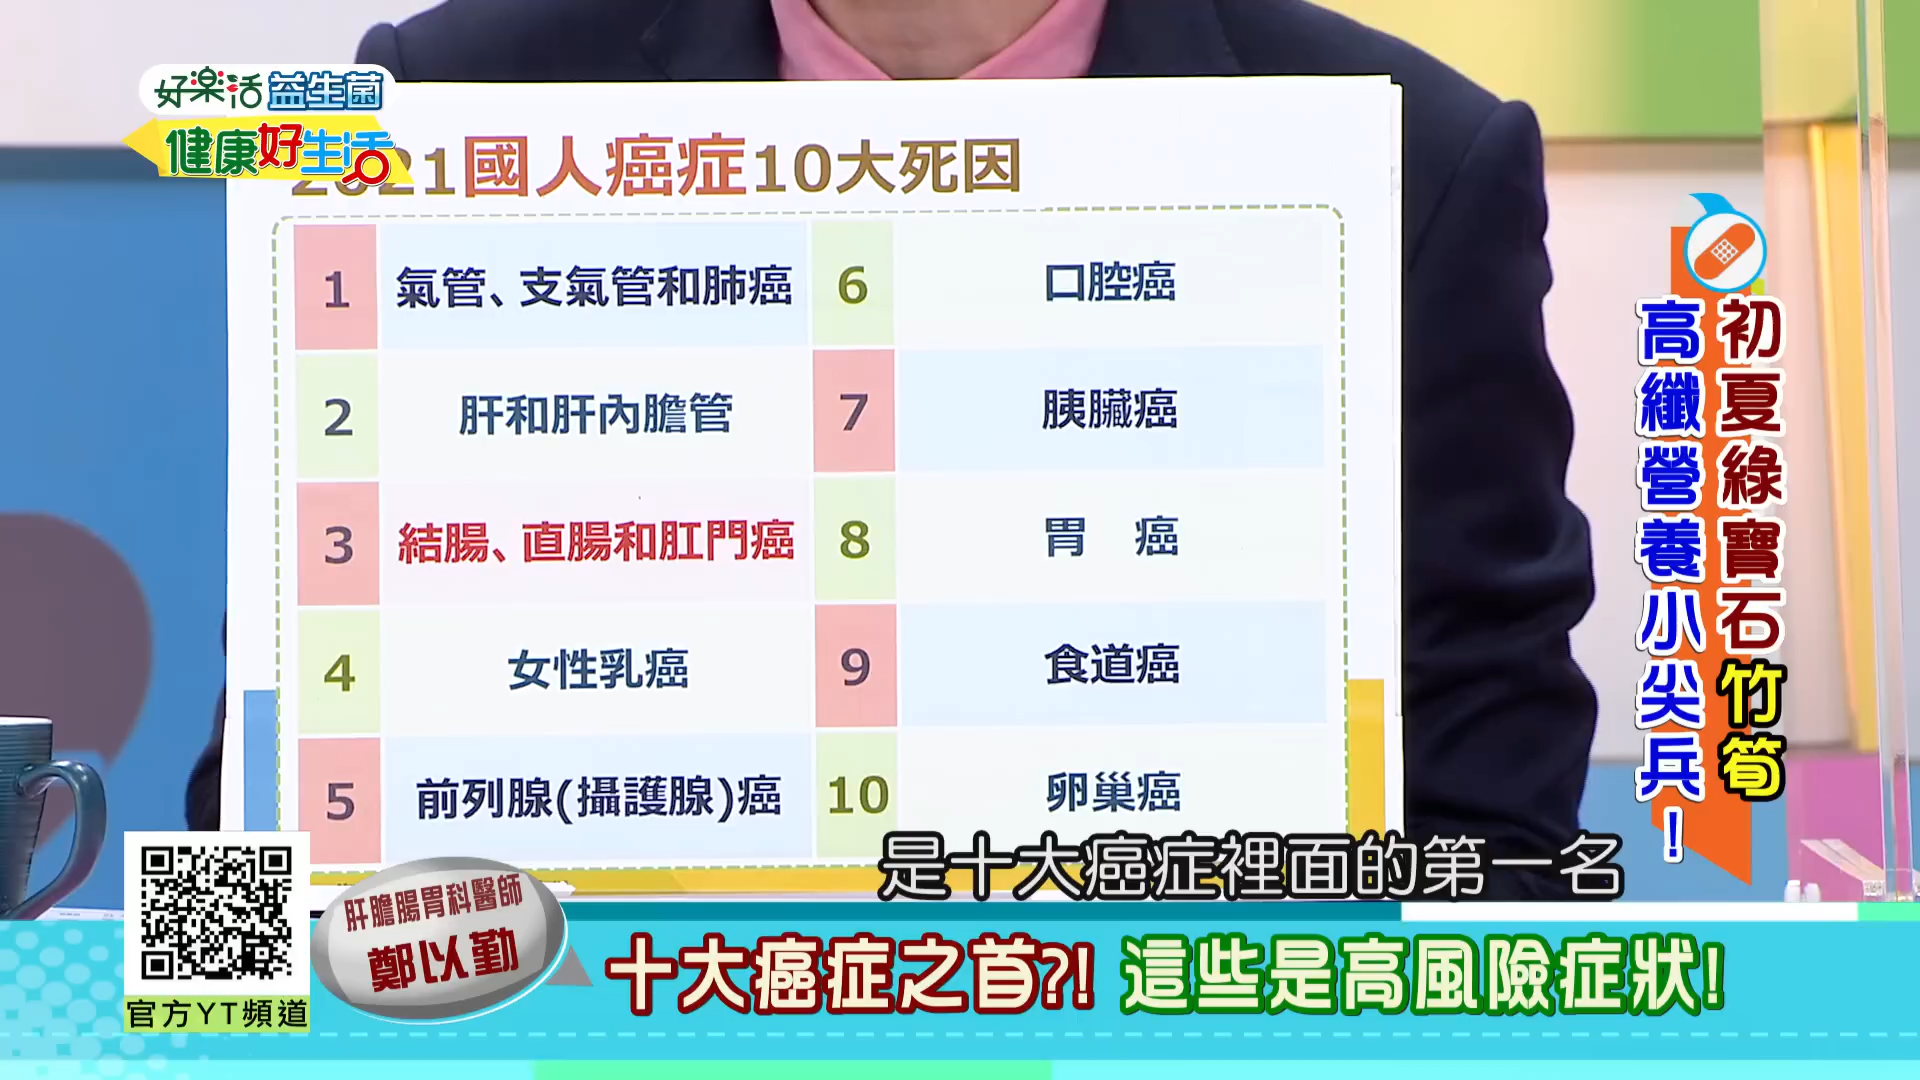 好樂活益生菌
健康好生活
2021國人癌症10大死因
1 氣管、支氣管和肺癌 6 口腔癌
2 肝和肝內膽管 7 胰臟癌
3 結腸、直腸和肛門癌 8 胃 癌
4 女性乳癌 9 食道癌
5 前列腺(攝護腺)癌 10 卵巢癌
初夏綠寶石竹筍
高纖營養小尖兵！
是十大癌症裡面的第一名
肝膽腸胃科醫師
鄭以勤
十大癌症之首?! 這些是高風險症狀!
官方YT頻道